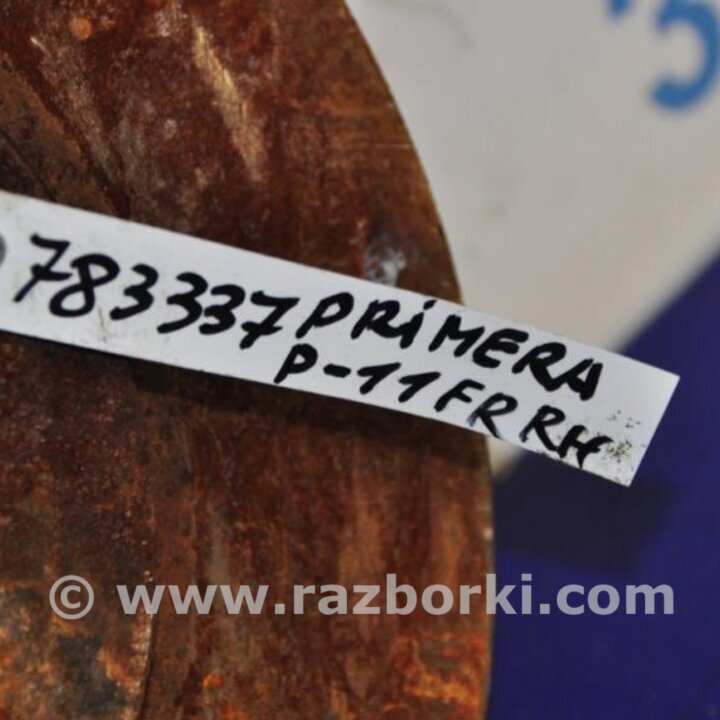 783337 PRiMERA
P-11 FR RH
© www.razborki.com